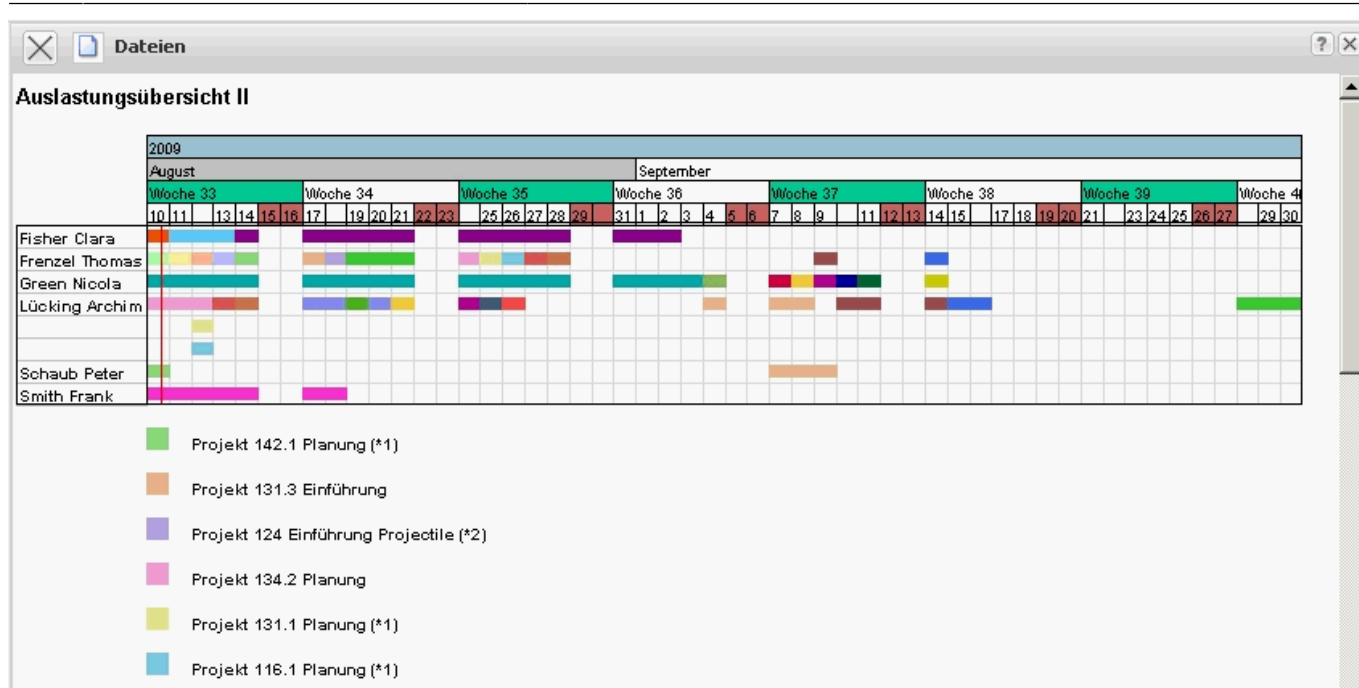 Dateien
? X
Auslastungsübersicht II
2009
August September
Woche 33 Woche 34 Woche 35 Woche 36 Woche 37 Woche 38 Woche 39 Woche 4
10 11 13 14 15 16 17 19 20 21 22 23 25 26 27 28 29 31 1 2 3 4 5 6 7 8 9 11 12 13 14 15 17 18 19 20 21 23 24 25 26 27 29 30
Fisher Clara
Frenzel Thomas
Green Nicola
Lücking Archim
Schaub Peter
Smith Frank
Projekt 142.1 Planung (*1)
Projekt 131.3 Einführung
Projekt 124 Einführung Projectile (*2)
Projekt 134.2 Planung
Projekt 131.1 Planung (*1)
Projekt 116.1 Planung (*1)